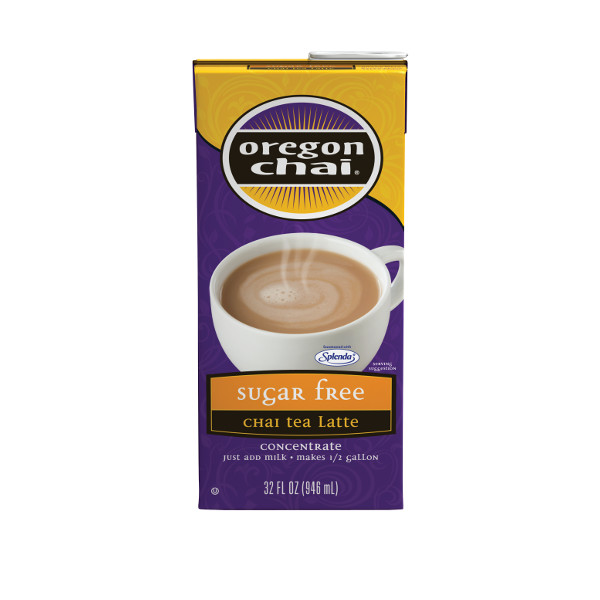 oregon
chai®
Sweetened with
Splenda®
serving
suggestion
sugar free
chai tea Latte
concentrate
just add milk • makes 1/2 gallon
32 FL OZ (946 mL)